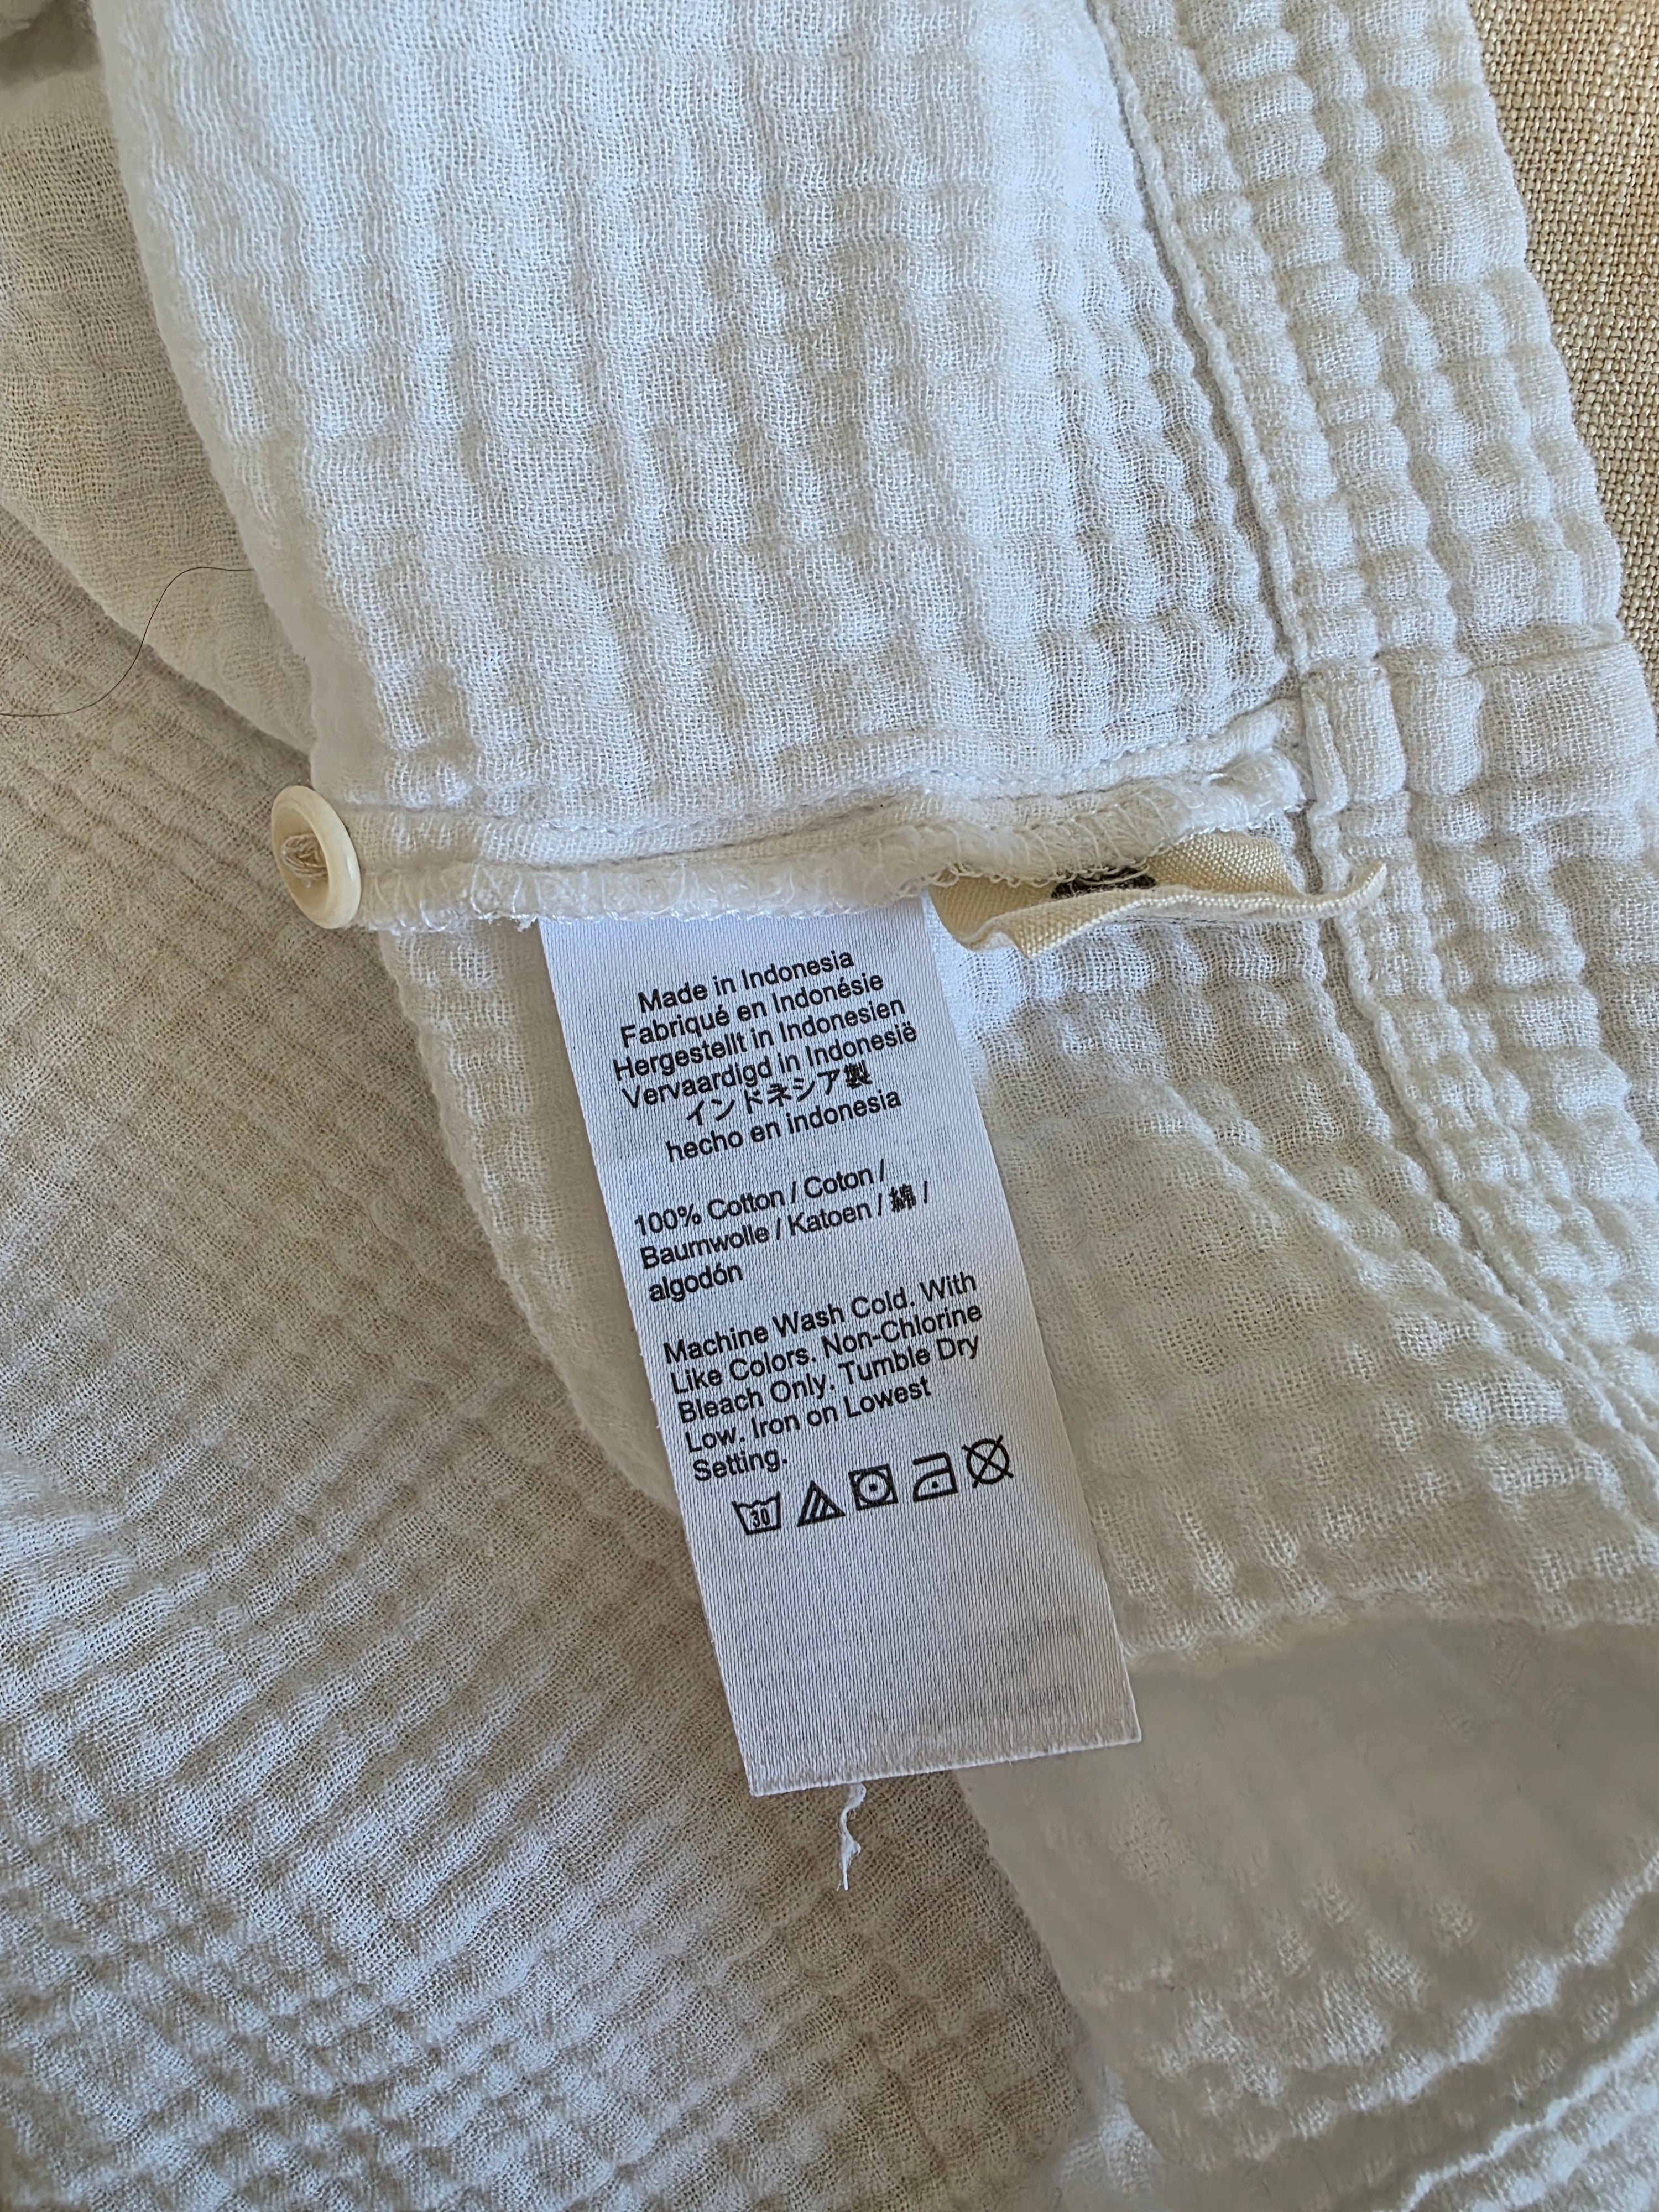 Made in Indonesia
Fabriqué en Indonésie
Hergestellt in Indonesien
Vervaardigd in Indonesië
インドネシア製
hecho en indonesia
100% Cotton / Coton /
Baumwolle / Katoen / 綿 /
algodón
Machine Wash Cold. With
Like Colors. Non-Chlorine
Bleach Only. Tumble Dry
Low. Iron on Lowest
Setting.
30